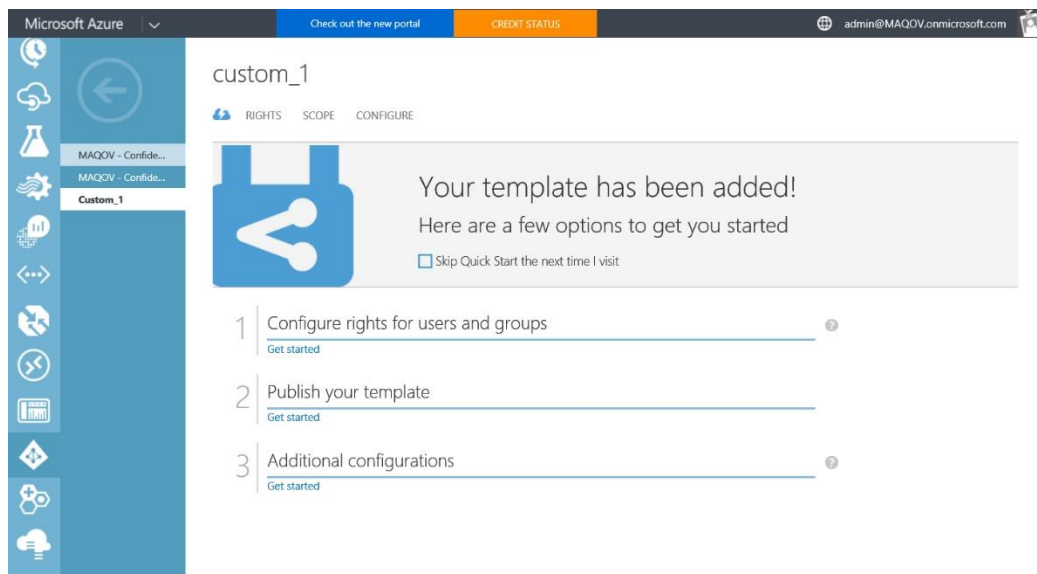 Microsoft Azure
Check out the new portal
CREDIT STATUS
admin@MAQOV.onmicrosoft.com
custom_1
RIGHTS SCOPE CONFIGURE
MAQOV - Confide...
MAQOV - Confide...
Custom_1
Your template has been added!
Here are a few options to get you started
Skip Quick Start the next time I visit
1 Configure rights for users and groups ?
Get started
2 Publish your template
Get started
3 Additional configurations ?
Get started